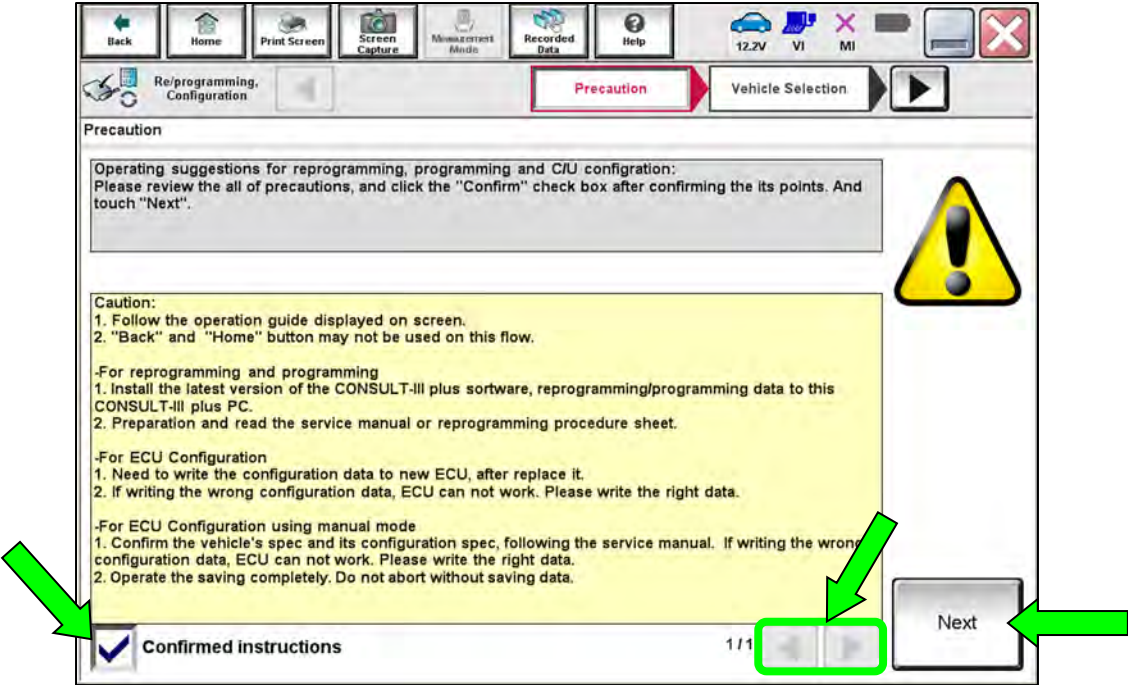 Back
Home
Print Screen
Screen
Capture
Measurement
Mode
Recorded
Data
Help
12.2V
VI
MI
Re/programming,
Configuration
Precaution
Vehicle Selection
Precaution
Operating suggestions for reprogramming, programming and C/U configration:
Please review the all of precautions, and click the "Confirm" check box after confirming the its points. And
touch "Next".
Caution:
1. Follow the operation guide displayed on screen.
2. "Back" and "Home" button may not be used on this flow.
-For reprogramming and programming
1. Install the latest version of the CONSULT-III plus sortware, reprogramming/programming data to this
CONSULT-III plus PC.
2. Preparation and read the service manual or reprogramming procedure sheet.
-For ECU Configuration
1. Need to write the configuration data to new ECU, after replace it.
2. If writing the wrong configuration data, ECU can not work. Please write the right data.
-For ECU Configuration using manual mode
1. Confirm the vehicle's spec and its configuration spec, following the service manual. If writing the wrong
configuration data, ECU can not work. Please write the right data.
2. Operate the saving completely. Do not abort without saving data.
Confirmed instructions
1/1
Next